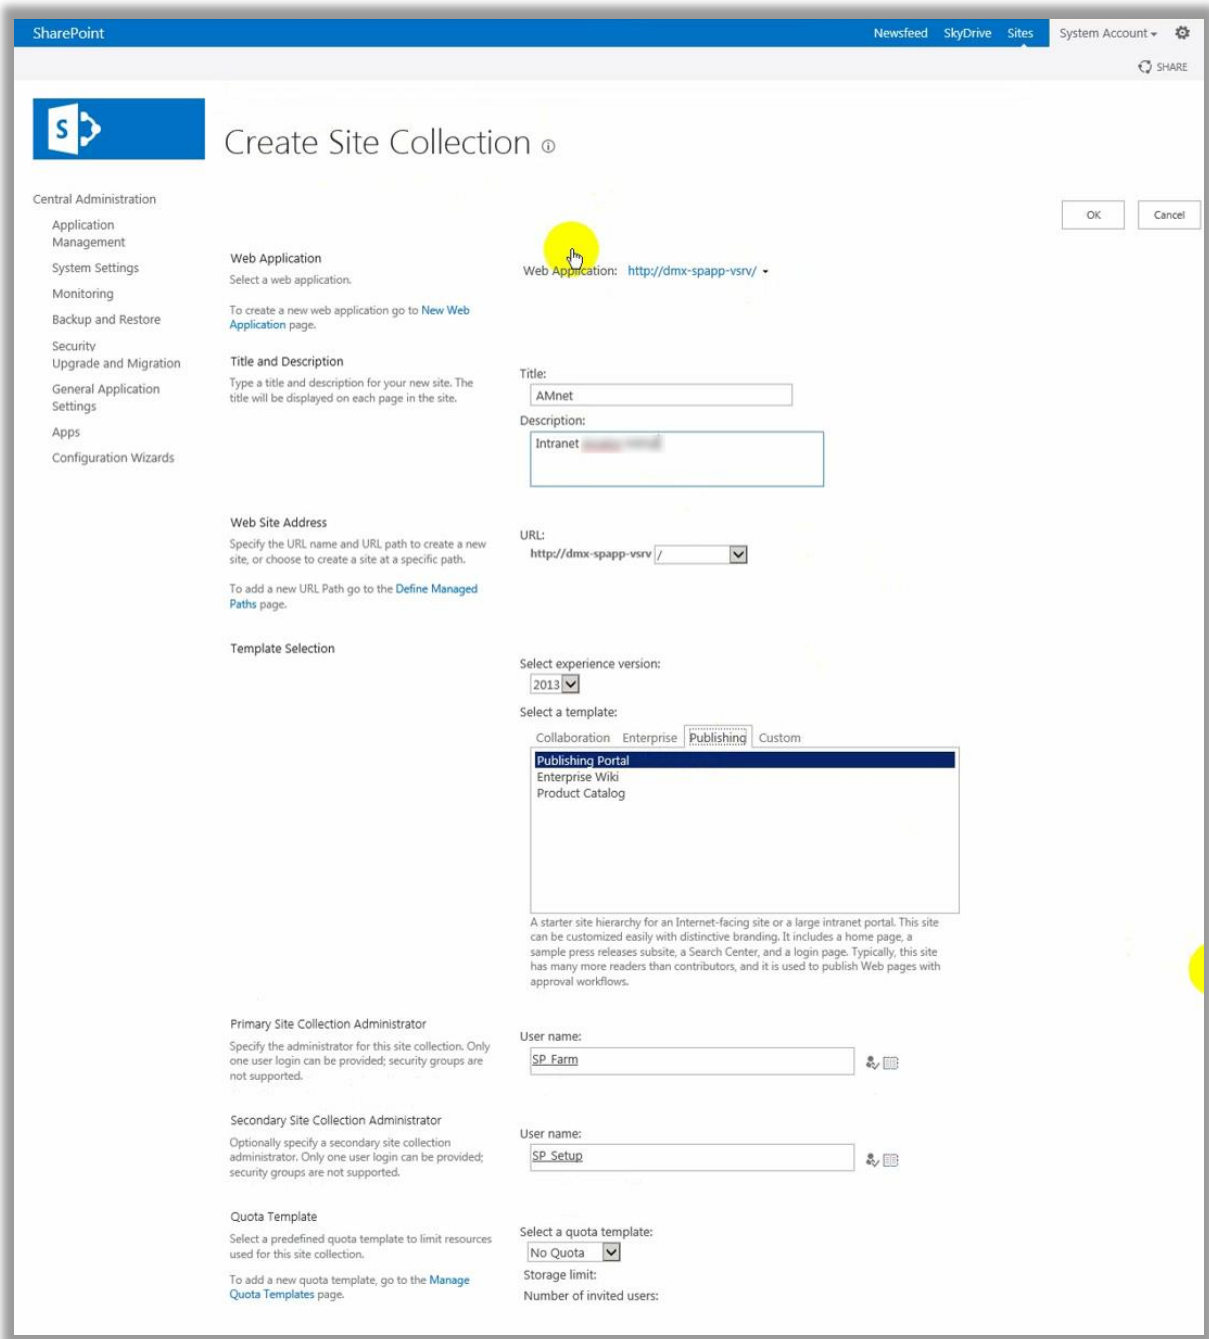 SharePoint
Newsfeed SkyDrive Sites System Account
SHARE
S
Create Site Collection
Central Administration
Application
Management
System Settings
Monitoring
Backup and Restore
Security
Upgrade and Migration
General Application
Settings
Apps
Configuration Wizards
OK Cancel
Web Application
Select a web application.
To create a new web application go to New Web
Application page.
Web Application: http://dmx-spapp-vsrv/
Title and Description
Type a title and description for your new site. The
title will be displayed on each page in the site.
Title:
AMnet
Description:
Intranet
Web Site Address
Specify the URL name and URL path to create a new
site, or choose to create a site at a specific path.
To add a new URL Path go to the Define Managed
Paths page.
URL:
http://dmx-spapp-vsrv /
Template Selection
Select experience version:
2013
Select a template:
Collaboration Enterprise Publishing Custom
Publishing Portal
Enterprise Wiki
Product Catalog
A starter site hierarchy for an Internet-facing site or a large intranet portal. This site
can be customized easily with distinctive branding. It includes a home page, a
sample press releases subsite, a Search Center, and a login page. Typically, this site
has many more readers than contributors, and it is used to publish Web pages with
approval workflows.
Primary Site Collection Administrator
Specify the administrator for this site collection. Only
one user login can be provided; security groups are
not supported.
User name:
SP_Farm
Secondary Site Collection Administrator
Optionally specify a secondary site collection
administrator. Only one user login can be provided;
security groups are not supported.
User name:
SP_Setup
Quota Template
Select a predefined quota template to limit resources
used for this site collection.
To add a new quota template, go to the Manage
Quota Templates page.
Select a quota template:
No Quota
Storage limit:
Number of invited users: